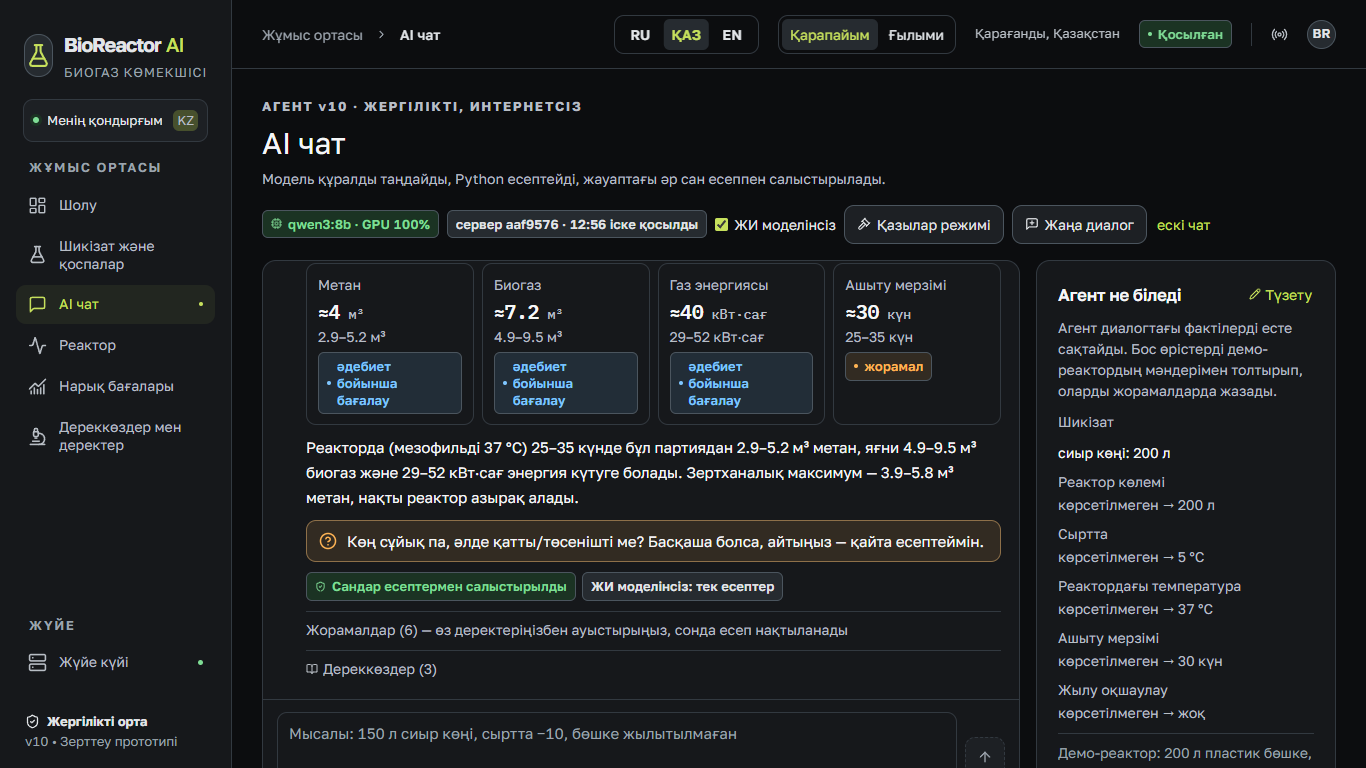 BioReactor AI
БИОГАЗ КӨМЕКШІСІ
Менің қондырғым KZ
ЖҰМЫС ОРТАСЫ
Шолу
Шикізат және
қоспалар
AI чат
Реактор
Нарық бағалары
Дереккөздер мен
деректер
ЖҮЙЕ
Жүйе күйі
Жергілікті орта
v10 • Зерттеу прототипі
Жұмыс ортасы > AI чат
RU ҚАЗ EN
Қарапайым Ғылыми
Қарағанды, Қазақстан
• Қосылған
BR
АГЕНТ v10 · ЖЕРГІЛІКТІ, ИНТЕРНЕТСІЗ
AI чат
Модель құралды таңдайды, Python есептейді, жауаптағы әр сан есеппен салыстырылады.
qwen3:8b · GPU 100%
сервер aaf9576 · 12:56 іске қосылды
ЖИ моделінсіз
Қазылар режимі
Жаңа диалог
ескі чат
Метан
≈4 м³
2.9–5.2 м³
• әдебиет
бойынша
бағалау
Биогаз
≈7.2 м³
4.9–9.5 м³
• әдебиет
бойынша
бағалау
Газ энергиясы
≈40 кВт·сағ
29–52 кВт·сағ
• әдебиет
бойынша
бағалау
Ашыту мерзімі
≈30 күн
25–35 күн
• жорамал
Реакторда (мезофильді 37 °C) 25–35 күнде бұл партиядан 2.9–5.2 м³ метан, яғни 4.9–9.5 м³
биогаз және 29–52 кВт·сағ энергия күтуге болады. Зертханалық максимум — 3.9–5.8 м³
метан, нақты реактор азырақ алады.
Көң сұйық па, әлде қатты/төсенішті ме? Басқаша болса, айтыңыз — қайта есептеймін.
Сандар есептермен салыстырылды
ЖИ моделінсіз: тек есептер
Жорамалдар (6) — өз деректеріңізбен ауыстырыңыз, сонда есеп нақтыланады
Дереккөздер (3)
Мысалы: 150 л сиыр көңі, сыртта −10, бөшке жылытылмаған
Агент не біледі
Түзету
Агент диалогтағы фактілерді есте
сақтайды. Бос өрістерді демо-
реактордың мәндерімен толтырып,
оларды жорамалдарда жазады.
Шикізат
сиыр көңі: 200 л
Реактор көлемі
көрсетілмеген → 200 л
Сыртта
көрсетілмеген → 5 °C
Реактордағы температура
көрсетілмеген → 37 °C
Ашыту мерзімі
көрсетілмеген → 30 күн
Жылу оқшаулау
көрсетілмеген → жоқ
Демо-реактор: 200 л пластик бөшке,